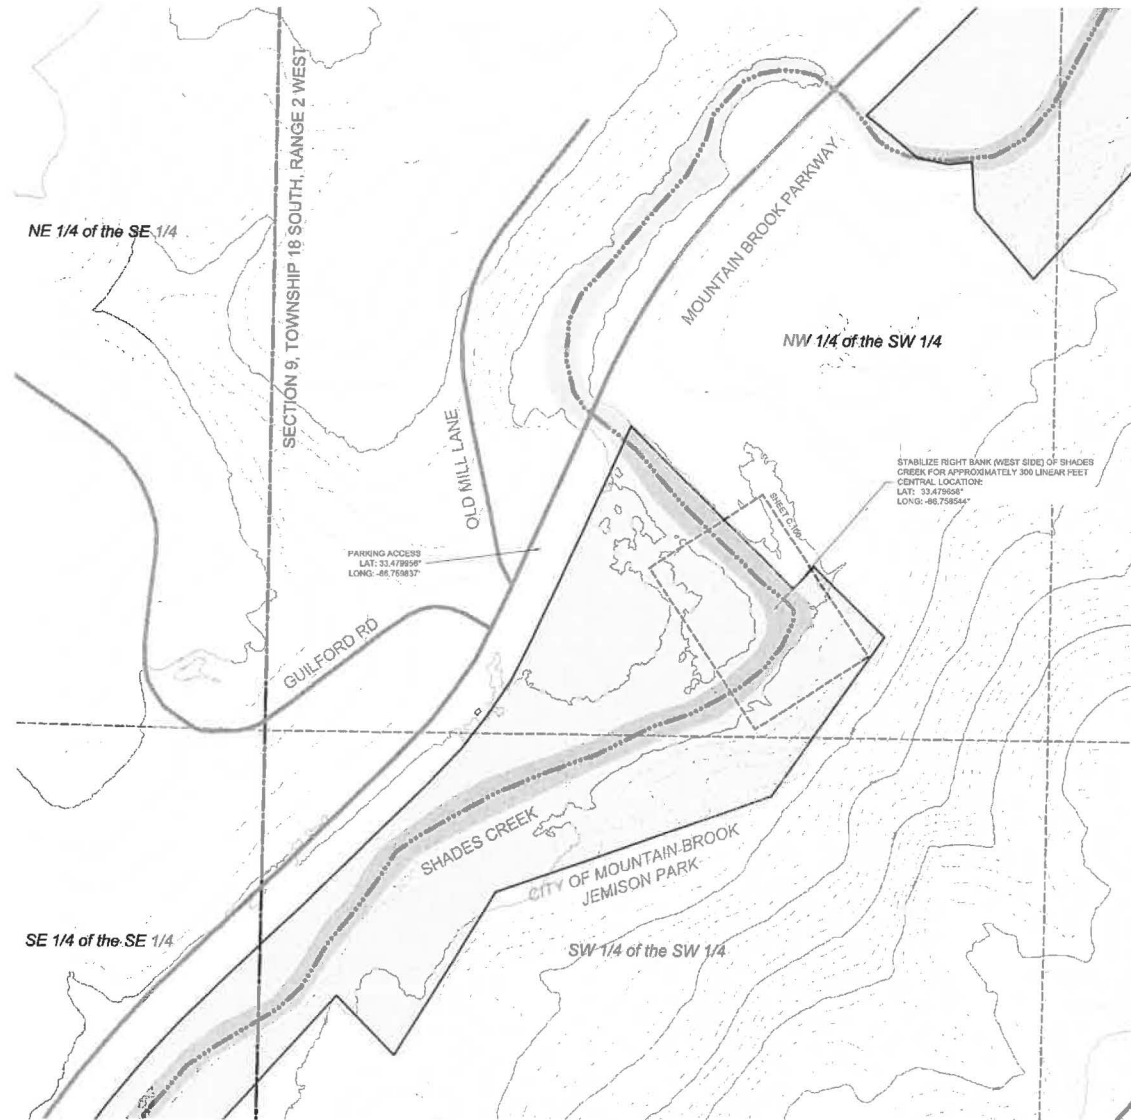 SECTION 9, TOWNSHIP 18 SOUTH, RANGE 2 WEST
NE 1/4 of the SE 1/4
MOUNTAIN BROOK PARKWAY
NW 1/4 of the SW 1/4
OLD MILL LANE
STABILIZE RIGHT BANK (WEST SIDE) OF SHADES
CREEK FOR APPROXIMATELY 300 LINEAR FEET
CENTRAL LOCATION:
LAT: 33.479656°
LONG: -86.758544°
SHEET C.100
PARKING ACCESS
LAT: 33.479956°
LONG: -86.759837°
GUILFORD RD
SHADES CREEK
CITY OF MOUNTAIN BROOK
JEMISON PARK
SE 1/4 of the SE 1/4
SW 1/4 of the SW 1/4